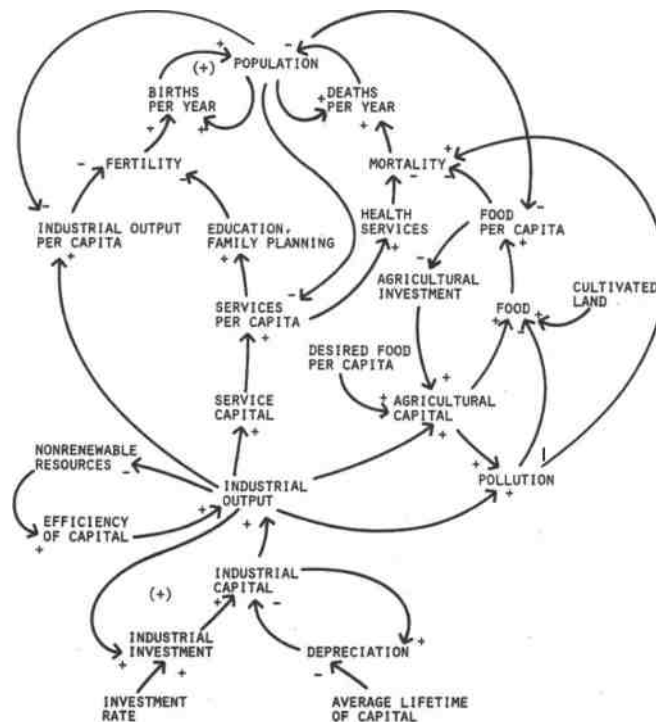 POPULATION
(+)
BIRTHS
PER YEAR
DEATHS
PER YEAR
FERTILITY
MORTALITY
INDUSTRIAL OUTPUT
PER CAPITA
EDUCATION,
FAMILY PLANNING
HEALTH
SERVICES
FOOD
PER CAPITA
AGRICULTURAL
INVESTMENT
CULTIVATED
LAND
SERVICES
PER CAPITA
FOOD
DESIRED FOOD
PER CAPITA
SERVICE
CAPITAL
AGRICULTURAL
CAPITAL
NONRENEWABLE
RESOURCES
INDUSTRIAL
OUTPUT
POLLUTION
EFFICIENCY
OF CAPITAL
INDUSTRIAL
CAPITAL
(+)
INDUSTRIAL
INVESTMENT
DEPRECIATION
INVESTMENT
RATE
AVERAGE LIFETIME
OF CAPITAL